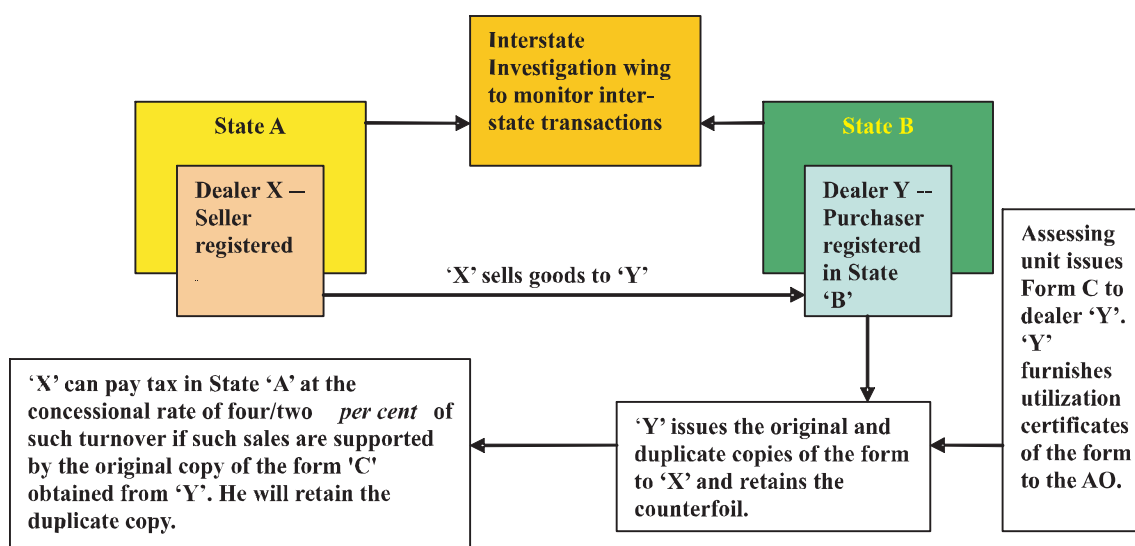 Interstate
Investigation wing
to monitor inter-
state transactions
State A
State B
Dealer X —
Seller
registered
..
Dealer Y --
Purchaser
registered
in State
‘B’
‘X’ sells goods to ‘Y’
Assessing
unit issues
Form C to
dealer ‘Y’.
‘Y’
furnishes
utilization
certificates
of the form
to the AO.
‘X’ can pay tax in State ‘A’ at the
concessional rate of four/two per cent of
such turnover if such sales are supported
by the original copy of the form 'C'
obtained from ‘Y’. He will retain the
duplicate copy.
‘Y’ issues the original and
duplicate copies of the form
to ‘X’ and retains the
counterfoil.